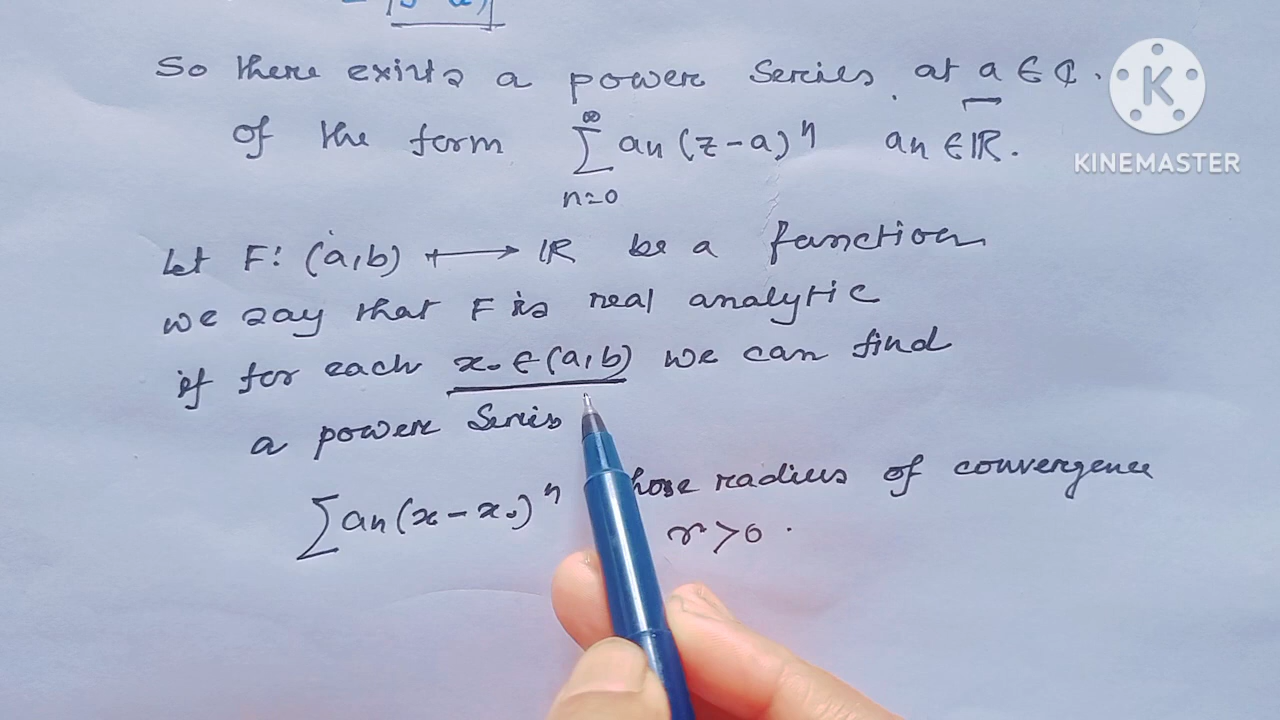 So there exists a power series at a ∈ ℂ.
of the form ∑_{n=0}^{∞} an (z-a)^n an ∈ ℝ.
KINEMASTER
Let F: (a,b) ⟼ ℝ be a function
we say that F is real analytic
if for each x₀ ∈ (a,b) we can find
a power series
∑ an (x-x₀)^n whose radius of convergence
r > 0.